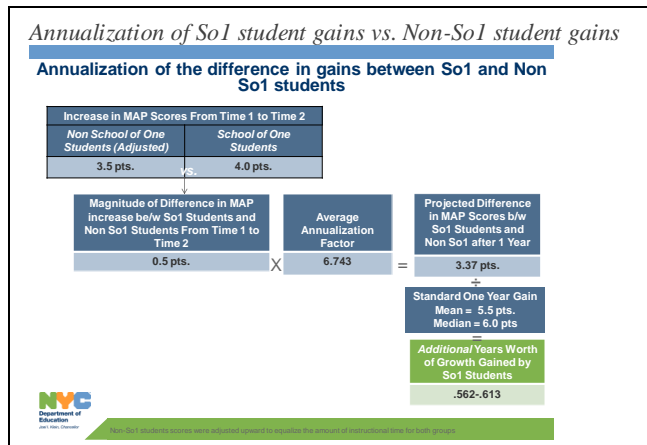 Annualization of So1 student gains vs. Non-So1 student gains
Annualization of the difference in gains between So1 and Non
So1 students
Increase in MAP Scores From Time 1 to Time 2
Non School of One
Students (Adjusted)
School of One
Students
3.5 pts.
vs.
4.0 pts.
Magnitude of Difference in MAP
increase be/w So1 Students and
Non So1 Students From Time 1 to
Time 2
0.5 pts.
X
Average
Annualization
Factor
6.743
=
Projected Difference
in MAP Scores b/w
So1 Students and
Non So1 after 1 Year
3.37 pts.
÷
Standard One Year Gain
Mean = 5.5 pts.
Median = 6.0 pts
=
Additional Years Worth
of Growth Gained by
So1 Students
.562-.613
NYC
Department of
Education
Joel I. Klein, Chancellor
Non-So1 students scores were adjusted upward to equalize the amount of instructional time for both groups